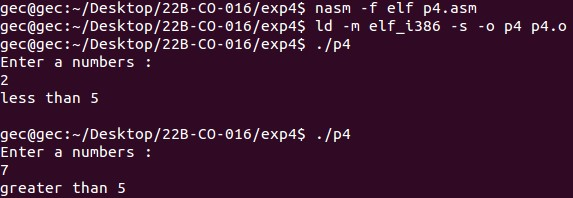 gec@gec:~/Desktop/22B-CO-016/exp4$ nasm -f elf p4.asm
gec@gec:~/Desktop/22B-CO-016/exp4$ ld -m elf_i386 -s -o p4 p4.o
gec@gec:~/Desktop/22B-CO-016/exp4$ ./p4
Enter a numbers :
2
less than 5
gec@gec:~/Desktop/22B-CO-016/exp4$ ./p4
Enter a numbers :
7
greater than 5